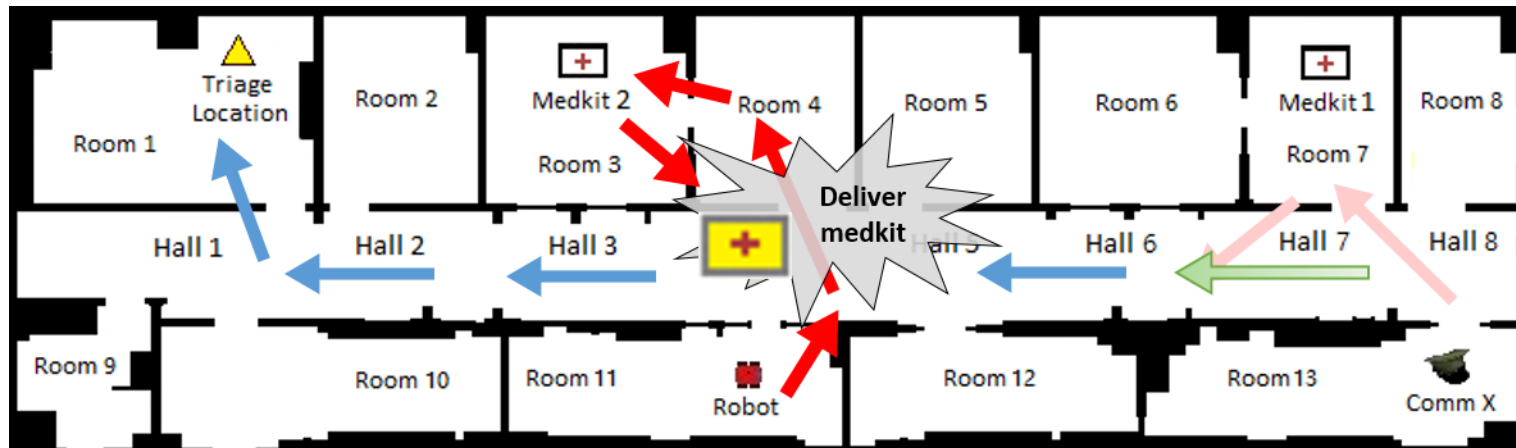 Triage
Location
Room 1
Room 2
Medkit 2
Room 3
Room 4
Room 5
Room 6
Medkit 1
Room 7
Room 8
Deliver
medkit
Hall 1
Hall 2
Hall 3
Hall 5
Hall 6
Hall 7
Hall 8
Room 9
Room 10
Room 11
Robot
Room 12
Room 13
Comm X